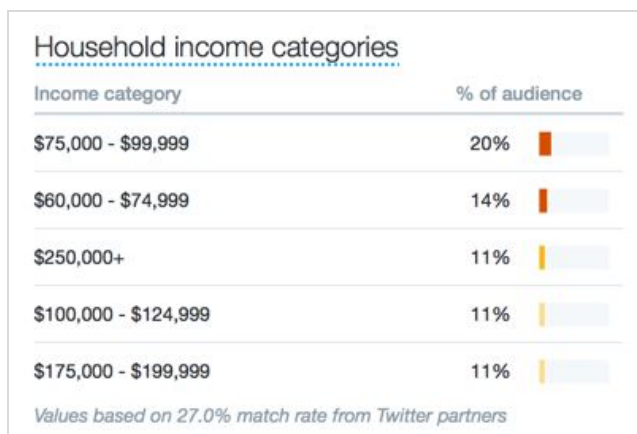 Household income categories
Income category % of audience
$75,000 - $99,999 20%
$60,000 - $74,999 14%
$250,000+ 11%
$100,000 - $124,999 11%
$175,000 - $199,999 11%
Values based on 27.0% match rate from Twitter partners